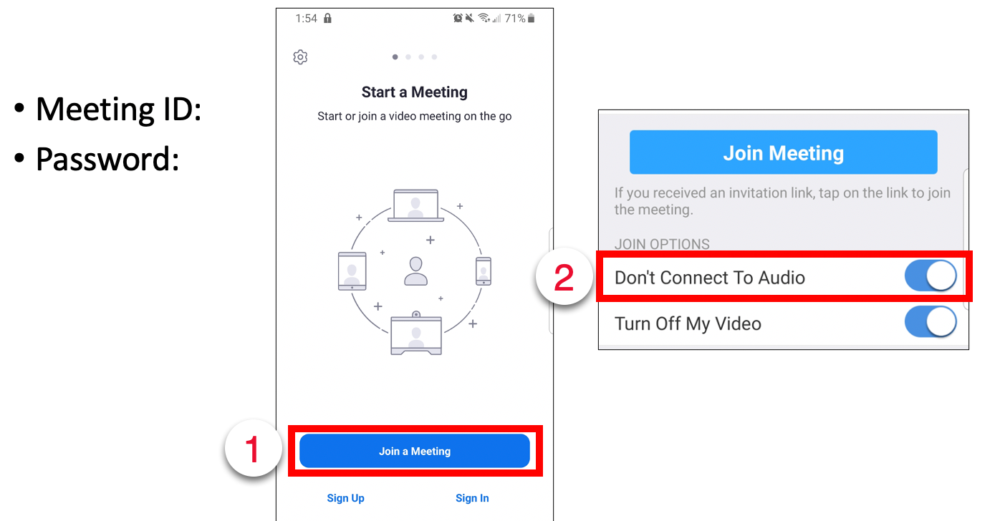 • Meeting ID:
• Password:
1:54 71%
Start a Meeting
Start or join a video meeting on the go
1
Join a Meeting
Sign Up Sign In
Join Meeting
If you received an invitation link, tap on the link to join
the meeting.
JOIN OPTIONS
2
Don't Connect To Audio
Turn Off My Video